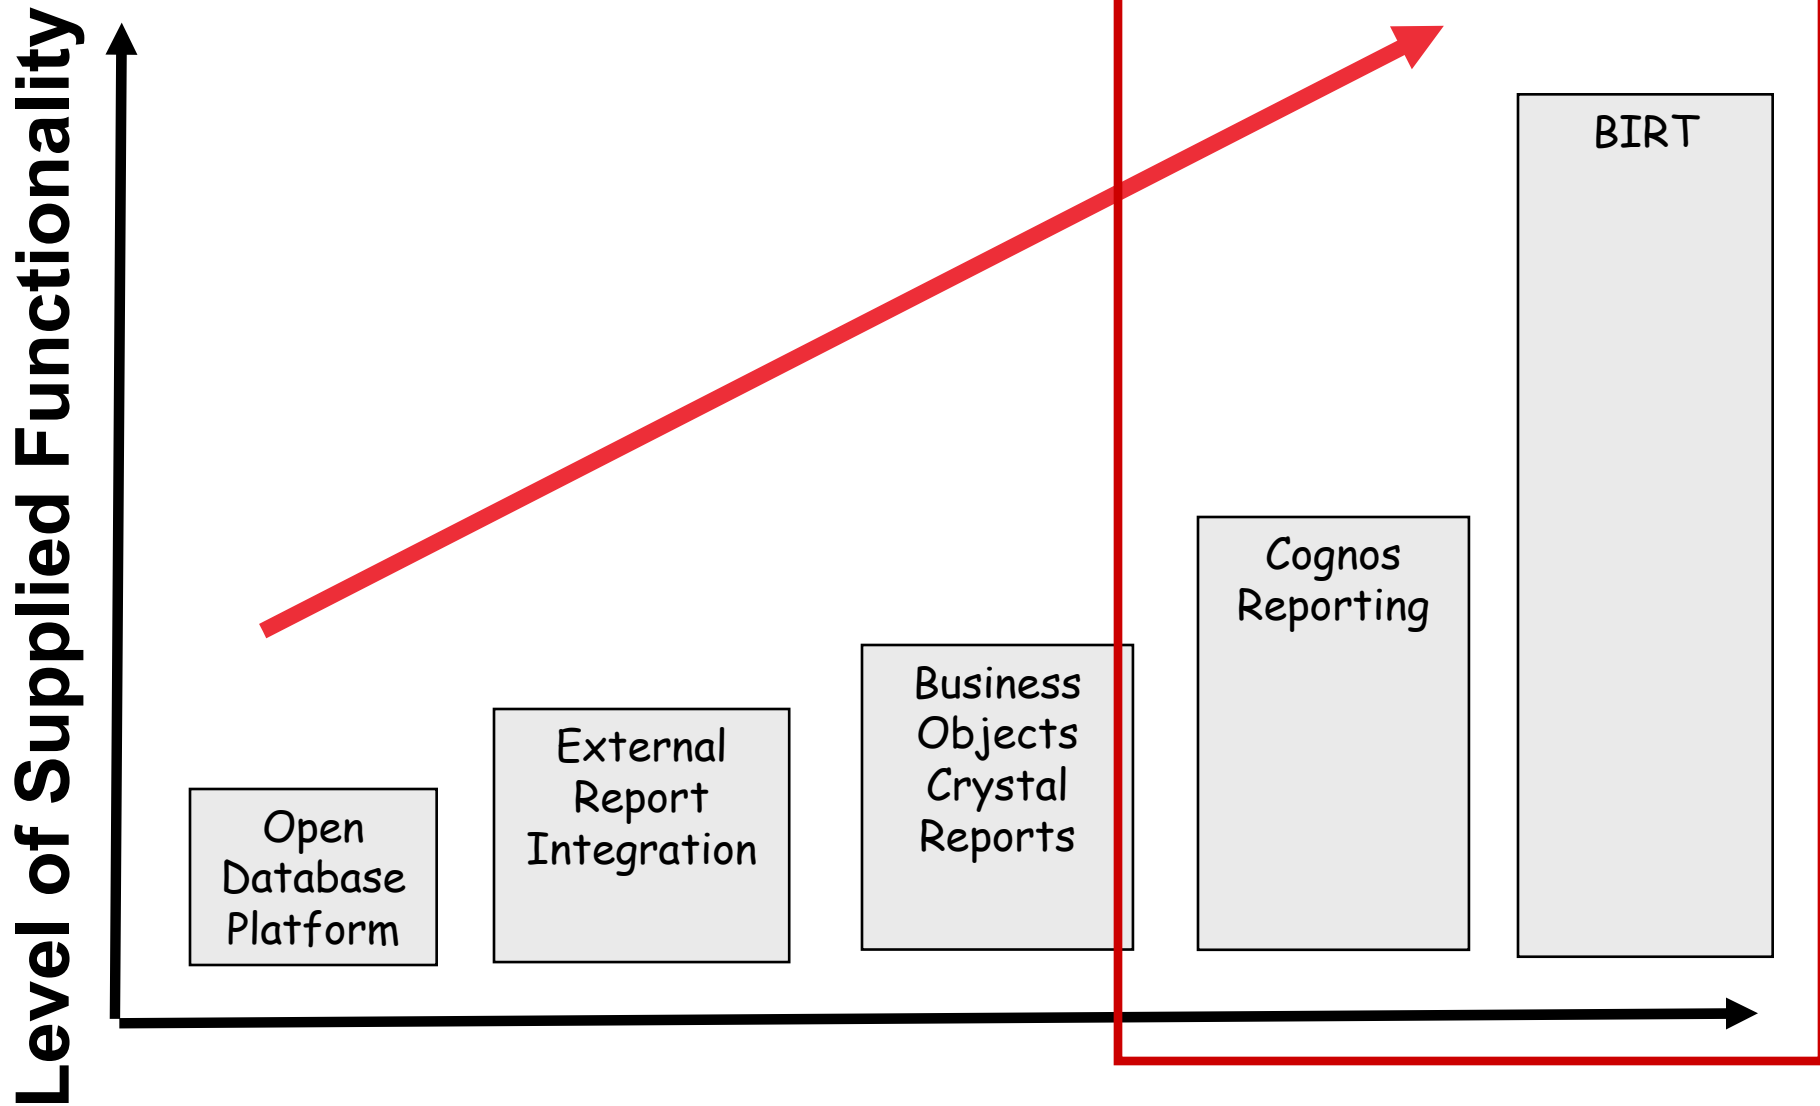 Level of Supplied Functionality
Open
Database
Platform
External
Report
Integration
Business
Objects
Crystal
Reports
Cognos
Reporting
BIRT